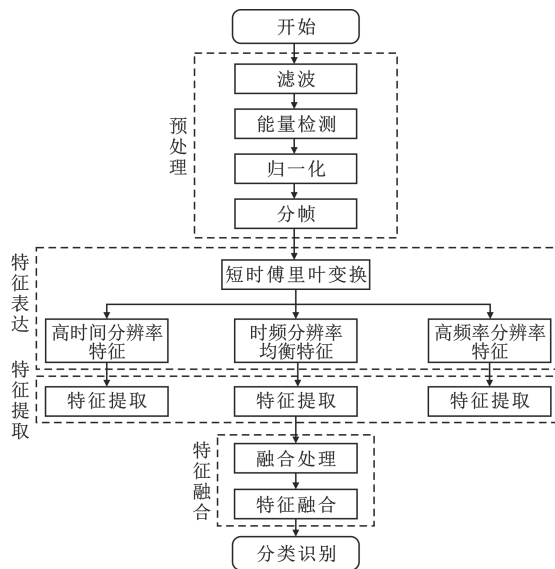 开始
预处理
滤波
能量检测
归一化
分帧
特征表达
短时傅里叶变换
高时间分辨率
特征
时频分辨率
均衡特征
高频率分辨率
特征
特征提取
特征提取
特征提取
特征提取
特征融合
融合处理
特征融合
分类识别